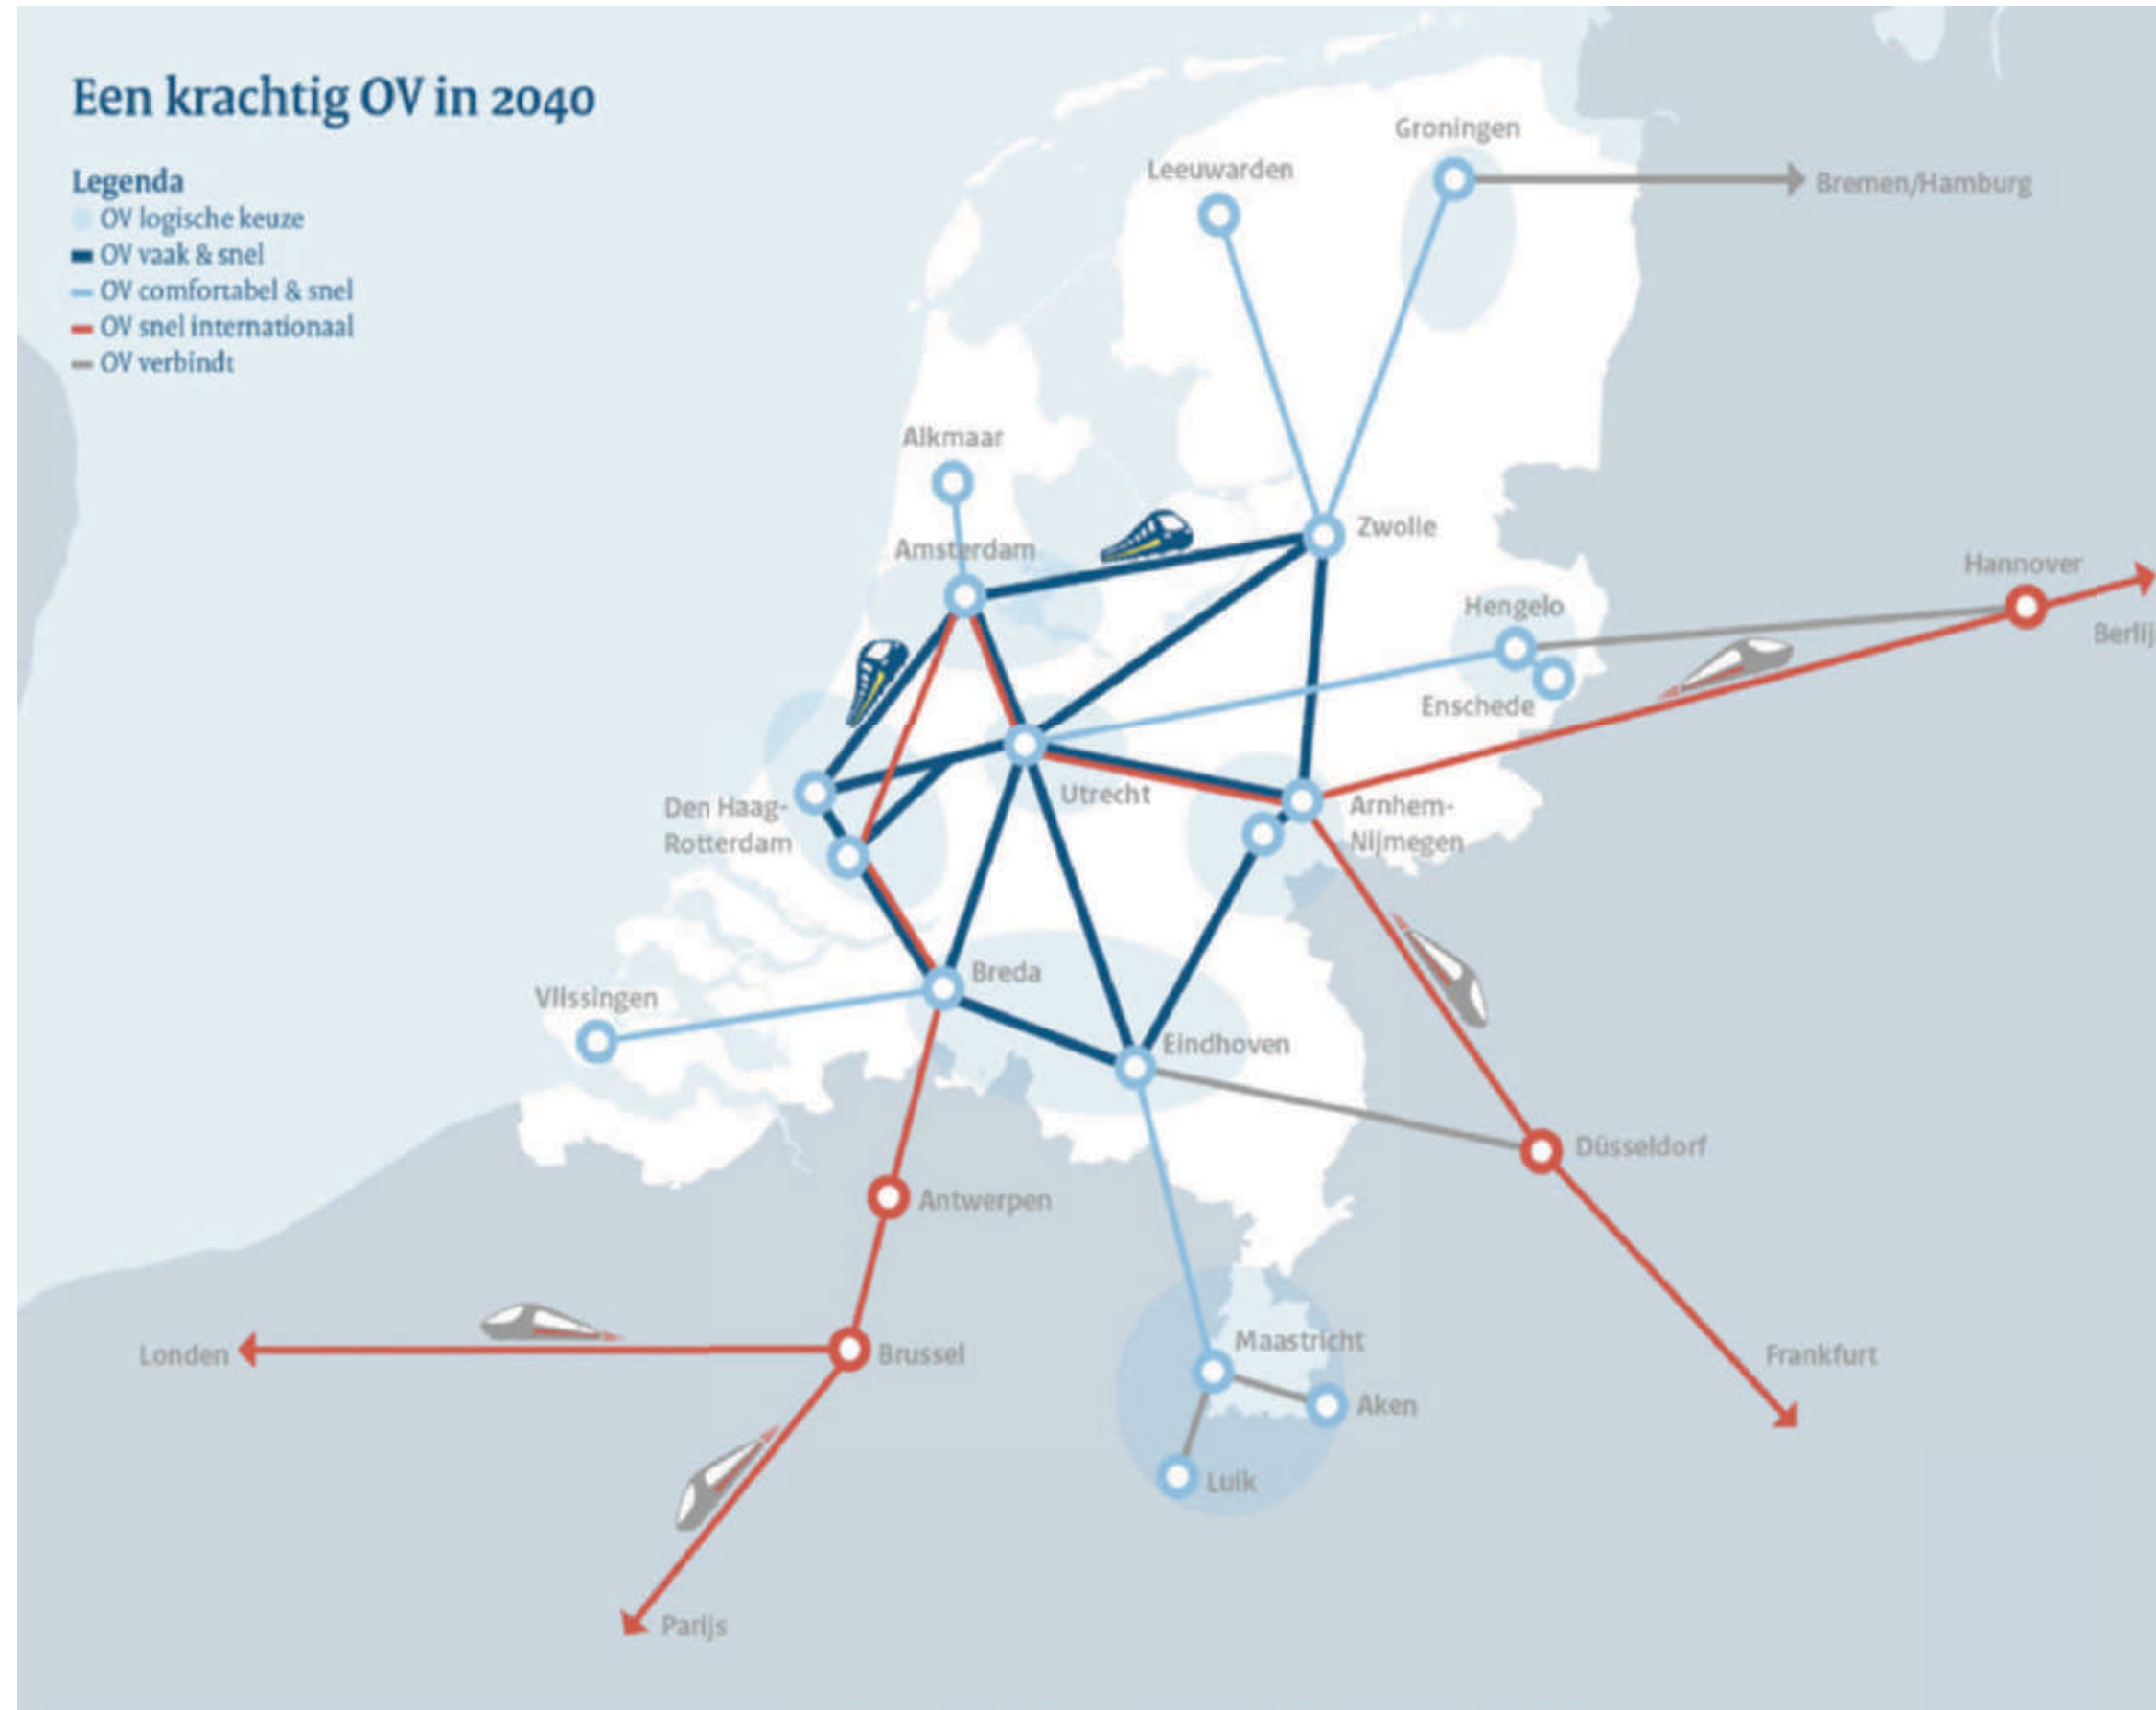 Een krachtig OV in 2040
Legenda
OV logische keuze
OV vaak & snel
OV comfortabel & snel
OV snel internationaal
OV verbindt
Groningen
Leeuwarden
Bremen/Hamburg
Alkmaar
Zwolle
Amsterdam
Hannover
Hengelo
Berlij
Enschede
Utrecht
Den Haag-
Rotterdam
Arnhem-
Nijmegen
Breda
Vlissingen
Eindhoven
Düsseldorf
Antwerpen
Maastricht
Londen
Brussel
Frankfurt
Aken
Luik
Parijs